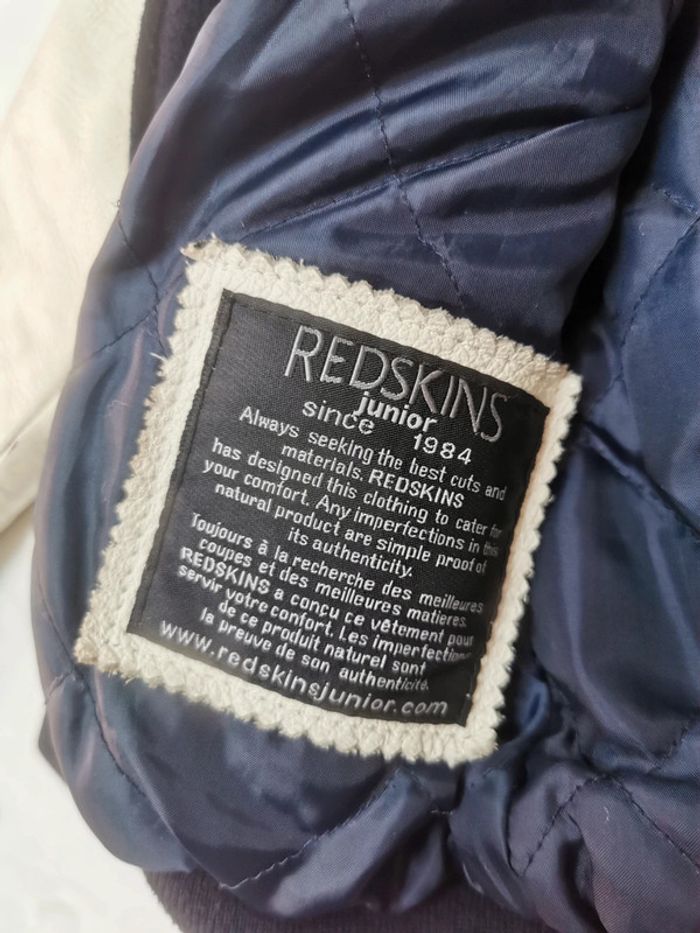 REDSKINS
junior
since 1984
Always seeking the best cuts and
materials. REDSKINS
has designed this clothing to cater for
your comfort. Any imperfections in this
natural product are simple proof of
its authenticity.
Toujours à la recherche des meilleures
coupes et des meilleures matieres.
REDSKINS a conçu ce vêtement pour
servir votre confort. Les imperfections
de ce produit naturel sont
la preuve de son authenticité.
www.redskinsjunior.com